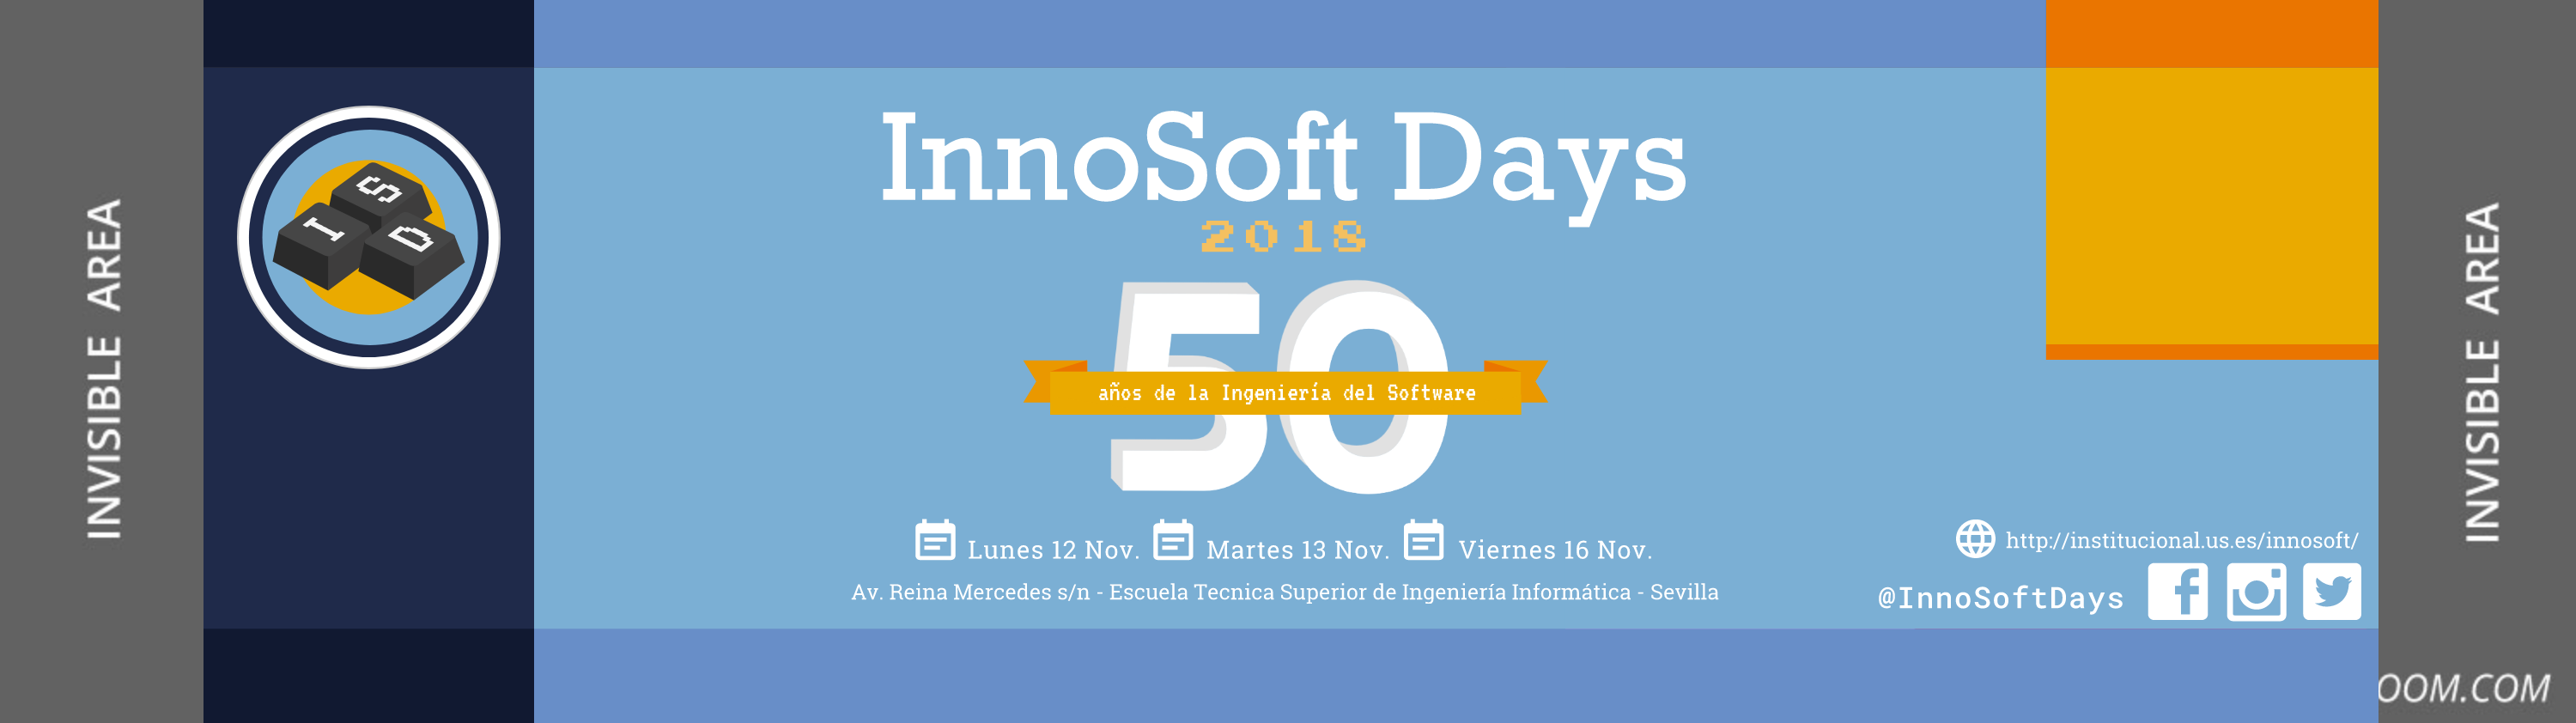 INVISIBLE AREA
S
I D
InnoSoft Days
2018
50
años de la Ingeniería del Software
Lunes 12 Nov. Martes 13 Nov. Viernes 16 Nov.
Av. Reina Mercedes s/n - Escuela Tecnica Superior de Ingeniería Informática - Sevilla
http://institucional.us.es/innosoft/
@InnoSoftDays
INVISIBLE AREA
OOM.COM